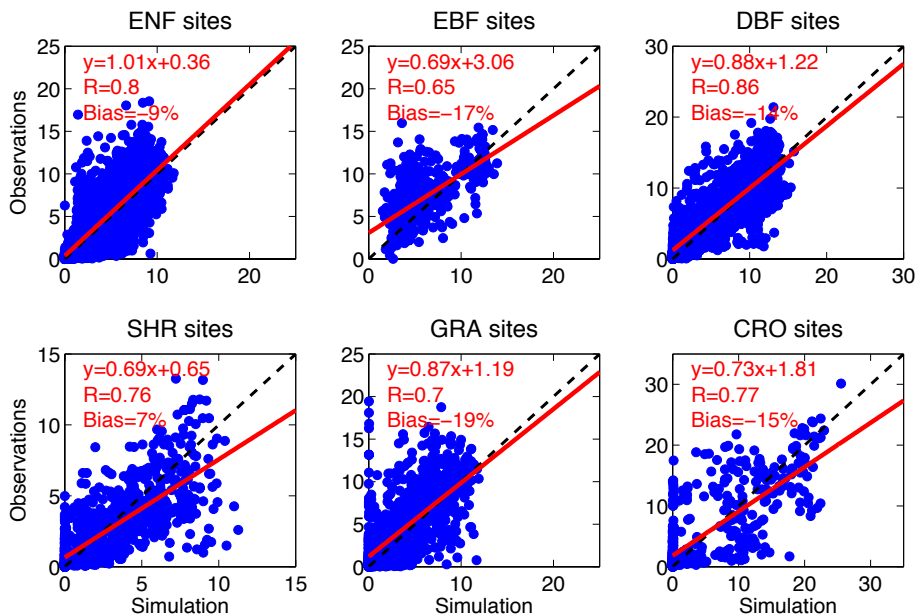 ENF sites
25
20
15
10
5
0
0
10
20
Observations
y=1.01x+0.36
R=0.8
Bias=−9%
EBF sites
25
20
15
10
5
0
0
10
20
y=0.69x+3.06
R=0.65
Bias=−17%
DBF sites
30
20
10
0
0
10
20
30
y=0.88x+1.22
R=0.86
Bias=−14%
SHR sites
15
10
5
0
0
5
10
15
Observations
Simulation
y=0.69x+0.65
R=0.76
Bias=7%
GRA sites
25
20
15
10
5
0
0
10
20
Simulation
y=0.87x+1.19
R=0.7
Bias=−19%
CRO sites
30
20
10
0
0
10
20
30
Simulation
y=0.73x+1.81
R=0.77
Bias=−15%